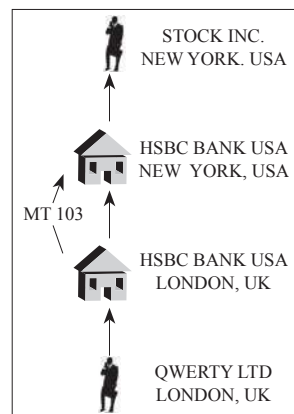 STOCK INC.
NEW YORK. USA
HSBC BANK USA
NEW YORK, USA
MT 103
HSBC BANK USA
LONDON, UK
QWERTY LTD
LONDON, UK